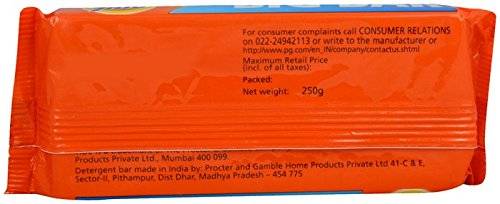 For consumer complaints call CONSUMER RELATIONS
on 022-24942113 or write to the manufacturer or
http://www.pg.com/en_IN/company/contactus.shtml
Maximum Retail Price
(incl. of all taxes):
Packed:
Net weight: 250g
Products Private Ltd., Mumbai 400 099.
Detergent bar made in India by: Procter and Gamble Home Products Private Ltd 41-C & E,
Sector-II, Pithampur, Dist Dhar, Madhya Pradesh – 454 775